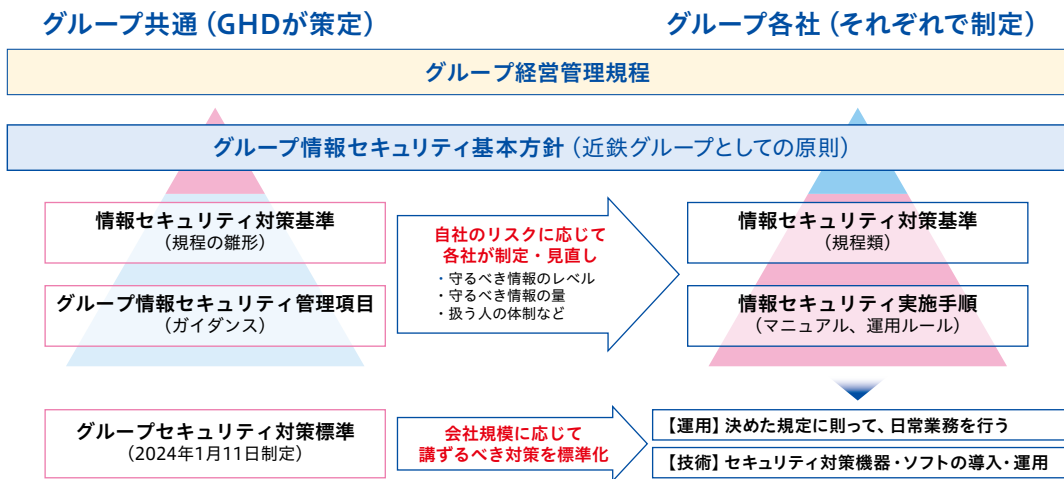 グループ共通（GHDが策定）
グループ各社（それぞれで制定）
グループ経営管理規程
グループ情報セキュリティ基本方針（近鉄グループとしての原則）
情報セキュリティ対策基準
（規程の雛形）
グループ情報セキュリティ管理項目
（ガイダンス）
自社のリスクに応じて
各社が制定・見直し
・守るべき情報のレベル
・守るべき情報の量
・扱う人の体制など
情報セキュリティ対策基準
（規程類）
情報セキュリティ実施手順
（マニュアル、運用ルール）
グループセキュリティ対策標準
（2024年1月11日制定）
会社規模に応じて
講ずるべき対策を標準化
【運用】決めた規定に則って、日常業務を行う
【技術】セキュリティ対策機器・ソフトの導入・運用